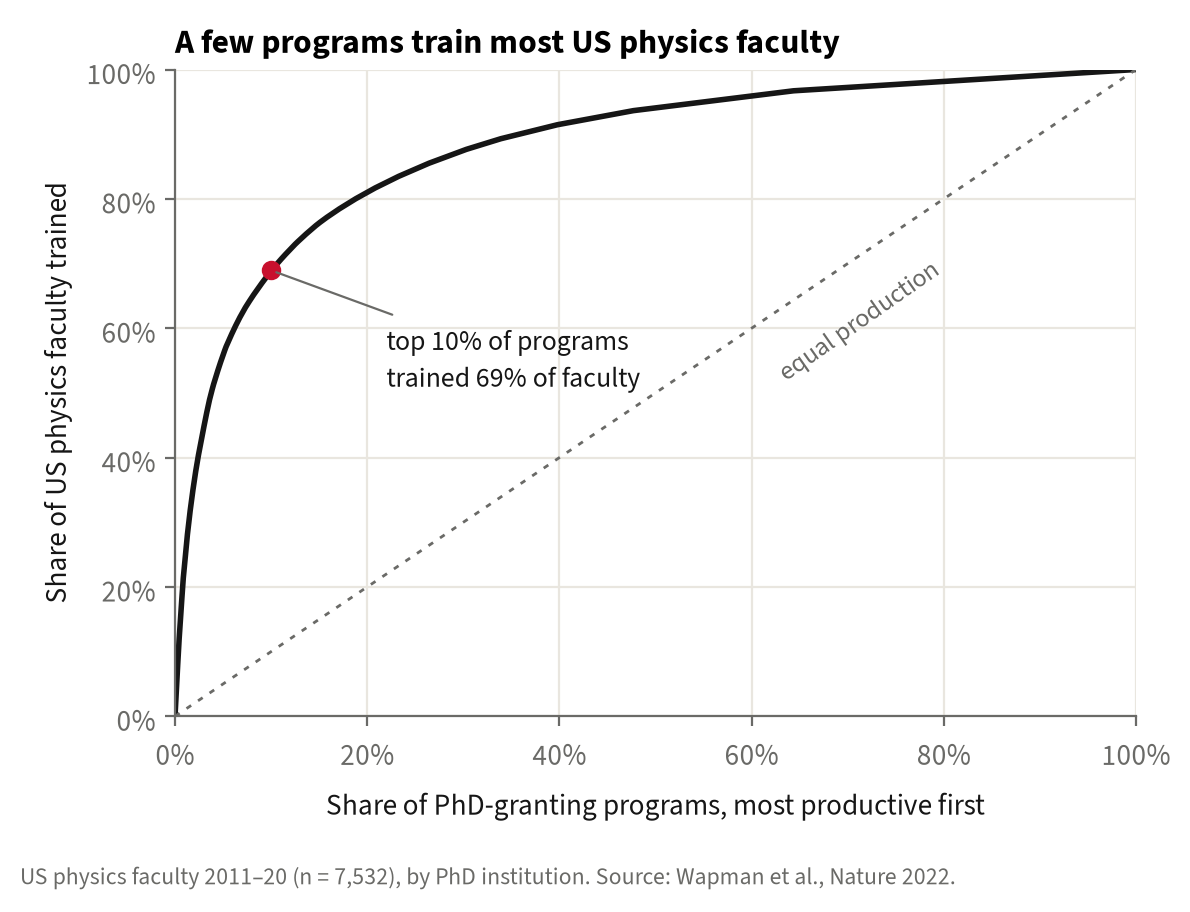 A few programs train most US physics faculty
100%
80%
60%
40%
20%
0%
Share of US physics faculty trained
top 10% of programs
trained 69% of faculty
equal production
0% 20% 40% 60% 80% 100%
Share of PhD-granting programs, most productive first
US physics faculty 2011–20 (n = 7,532), by PhD institution. Source: Wapman et al., Nature 2022.